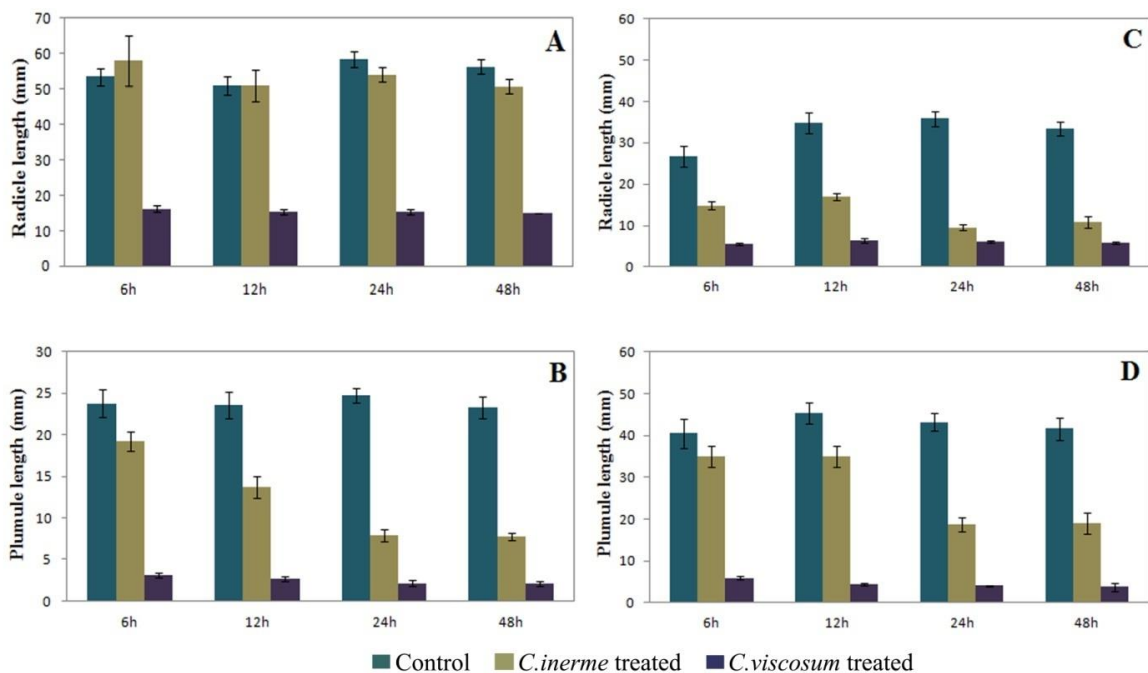 A
Radicle length (mm)
70
60
50
40
30
20
10
0
6h 12h 24h 48h
C
Radicle length (mm)
60
50
40
30
20
10
0
6h 12h 24h 48h
B
Plumule length (mm)
30
25
20
15
10
5
0
6h 12h 24h 48h
D
Plumule length (mm)
60
50
40
30
20
10
0
6h 12h 24h 48h
Control C.inerme treated C.viscosum treated